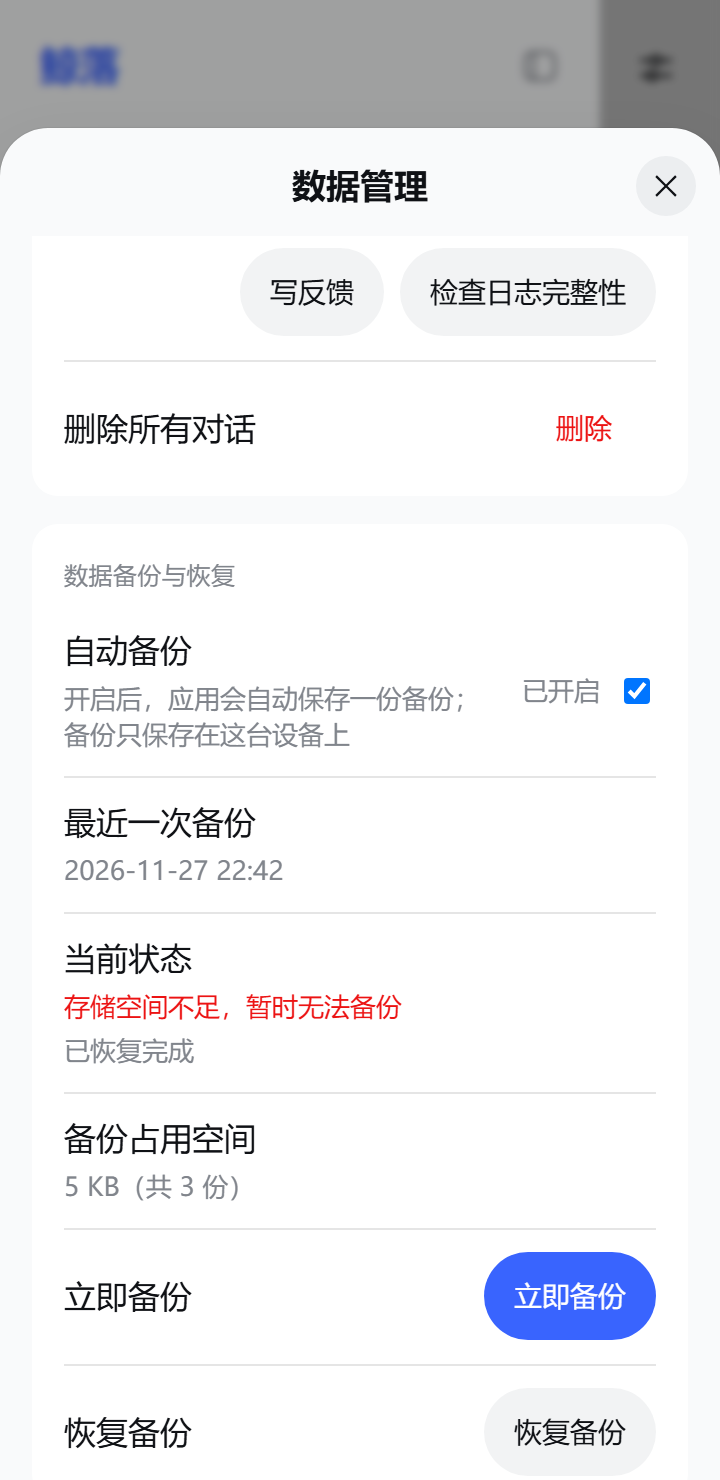 鲸落
数据管理
写反馈
检查日志完整性
删除所有对话
删除
数据备份与恢复
自动备份
开启后，应用会自动保存一份备份；
备份只保存在这台设备上
已开启
最近一次备份
2026-11-27 22:42
当前状态
存储空间不足，暂时无法备份
已恢复完成
备份占用空间
5 KB（共 3 份）
立即备份
立即备份
恢复备份
恢复备份